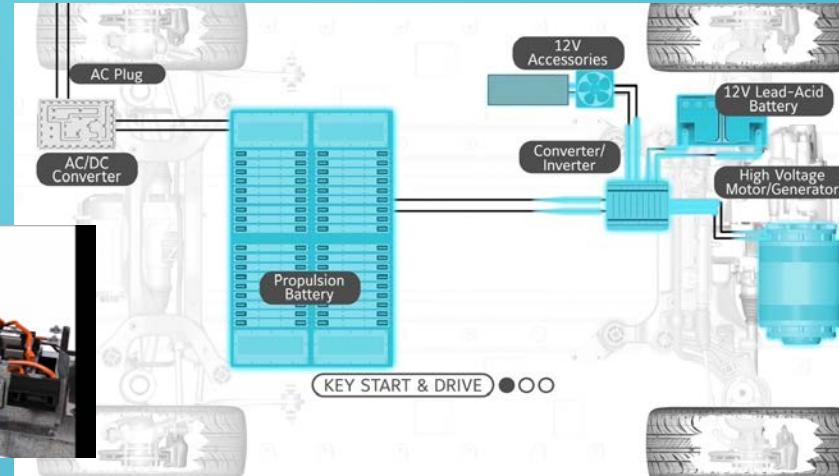 12V
Accessories
AC Plug
12V Lead-Acid
Battery
AC/DC
Converter
Converter/
Inverter
High Voltage
Motor/Generator
Propulsion
Battery
KEY START & DRIVE